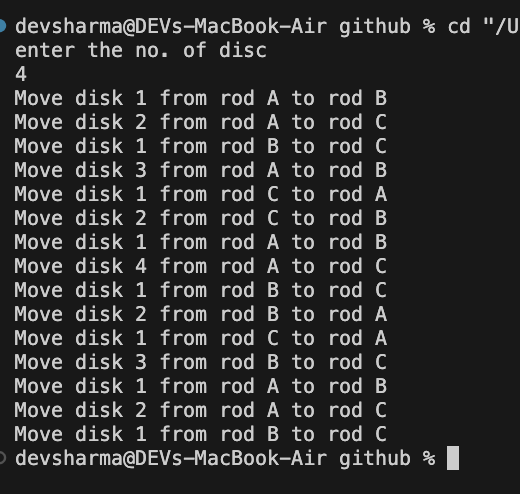 devsharma@DEVs-MacBook-Air github % cd "/U
enter the no. of disc
4
Move disk 1 from rod A to rod B
Move disk 2 from rod A to rod C
Move disk 1 from rod B to rod C
Move disk 3 from rod A to rod B
Move disk 1 from rod C to rod A
Move disk 2 from rod C to rod B
Move disk 1 from rod A to rod B
Move disk 4 from rod A to rod C
Move disk 1 from rod B to rod C
Move disk 2 from rod B to rod A
Move disk 1 from rod C to rod A
Move disk 3 from rod B to rod C
Move disk 1 from rod A to rod B
Move disk 2 from rod A to rod C
Move disk 1 from rod B to rod C
devsharma@DEVs-MacBook-Air github %